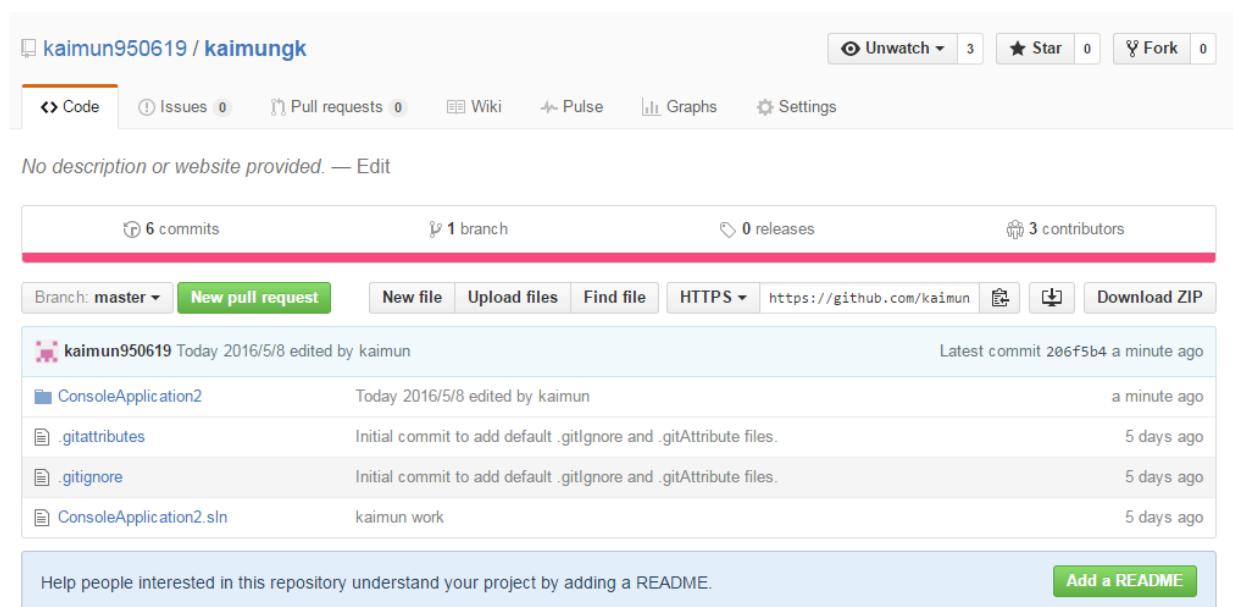 kaimun950619 / kaimungk Unwatch 3 Star 0 Fork 0
Code Issues 0 Pull requests 0 Wiki Pulse Graphs Settings
No description or website provided. — Edit
6 commits 1 branch 0 releases 3 contributors
Branch: master New pull request New file Upload files Find file HTTPS https://github.com/kaimun Download ZIP
kaimun950619 Today 2016/5/8 edited by kaimun Latest commit 206f5b4 a minute ago
ConsoleApplication2 Today 2016/5/8 edited by kaimun a minute ago
.gitattributes Initial commit to add default .gitIgnore and .gitAttribute files. 5 days ago
.gitignore Initial commit to add default .gitIgnore and .gitAttribute files. 5 days ago
ConsoleApplication2.sln kaimun work 5 days ago
Help people interested in this repository understand your project by adding a README. Add a README